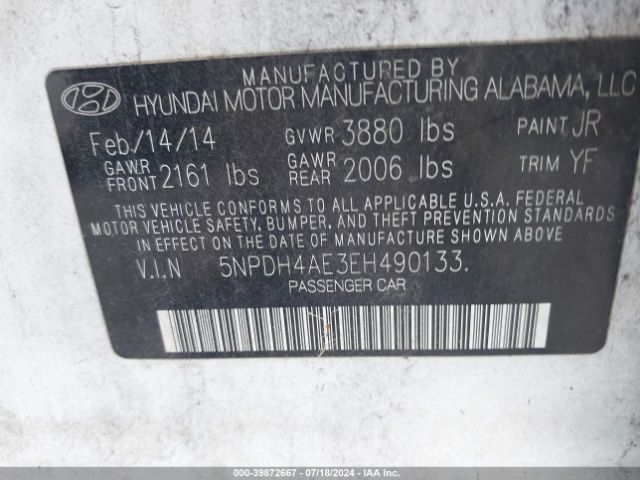 MANUFACTURED BY
HYUNDAI MOTOR MANUFACTURING ALABAMA, LLC
Feb/14/14 GVWR 3880 lbs PAINT JR
GAWR FRONT 2161 lbs GAWR REAR 2006 lbs TRIM YF
THIS VEHICLE CONFORMS TO ALL APPLICABLE U.S.A. FEDERAL
MOTOR VEHICLE SAFETY, BUMPER, AND THEFT PREVENTION STANDARDS
IN EFFECT ON THE DATE OF MANUFACTURE SHOWN ABOVE.
V.I.N 5NPDH4AE3EH490133.
PASSENGER CAR
000-39872667 - 07/18/2024 - IAA Inc.